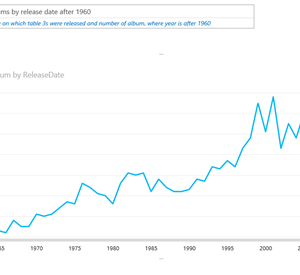 ms by release date after 1960
on which table 3s were released and number of album, where year is after 1960
um by ReleaseDate
65 1970 1975 1980 1985 1990 1995 2000